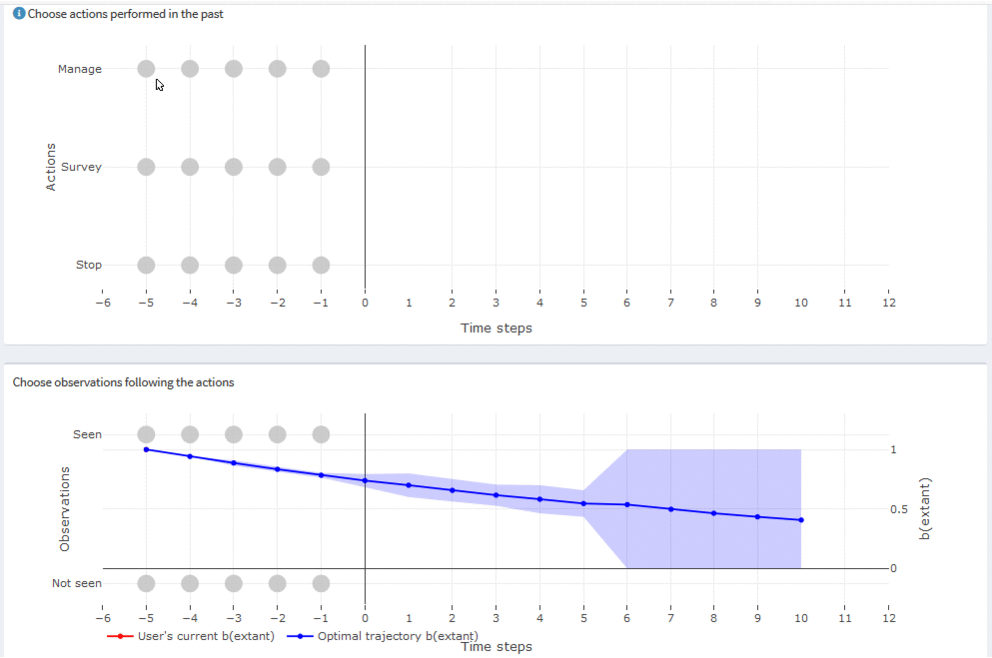 Choose actions performed in the past
Manage
Survey
Stop
Actions
−6 −5 −4 −3 −2 −1 0 1 2 3 4 5 6 7 8 9 10 11 12
Time steps
Choose observations following the actions
Seen
Not seen
Observations
1
0.5
0
b(extant)
−6 −5 −4 −3 −2 −1 0 1 2 3 4 5 6 7 8 9 10 11 12
User's current b(extant) Optimal trajectory b(extant)
Time steps